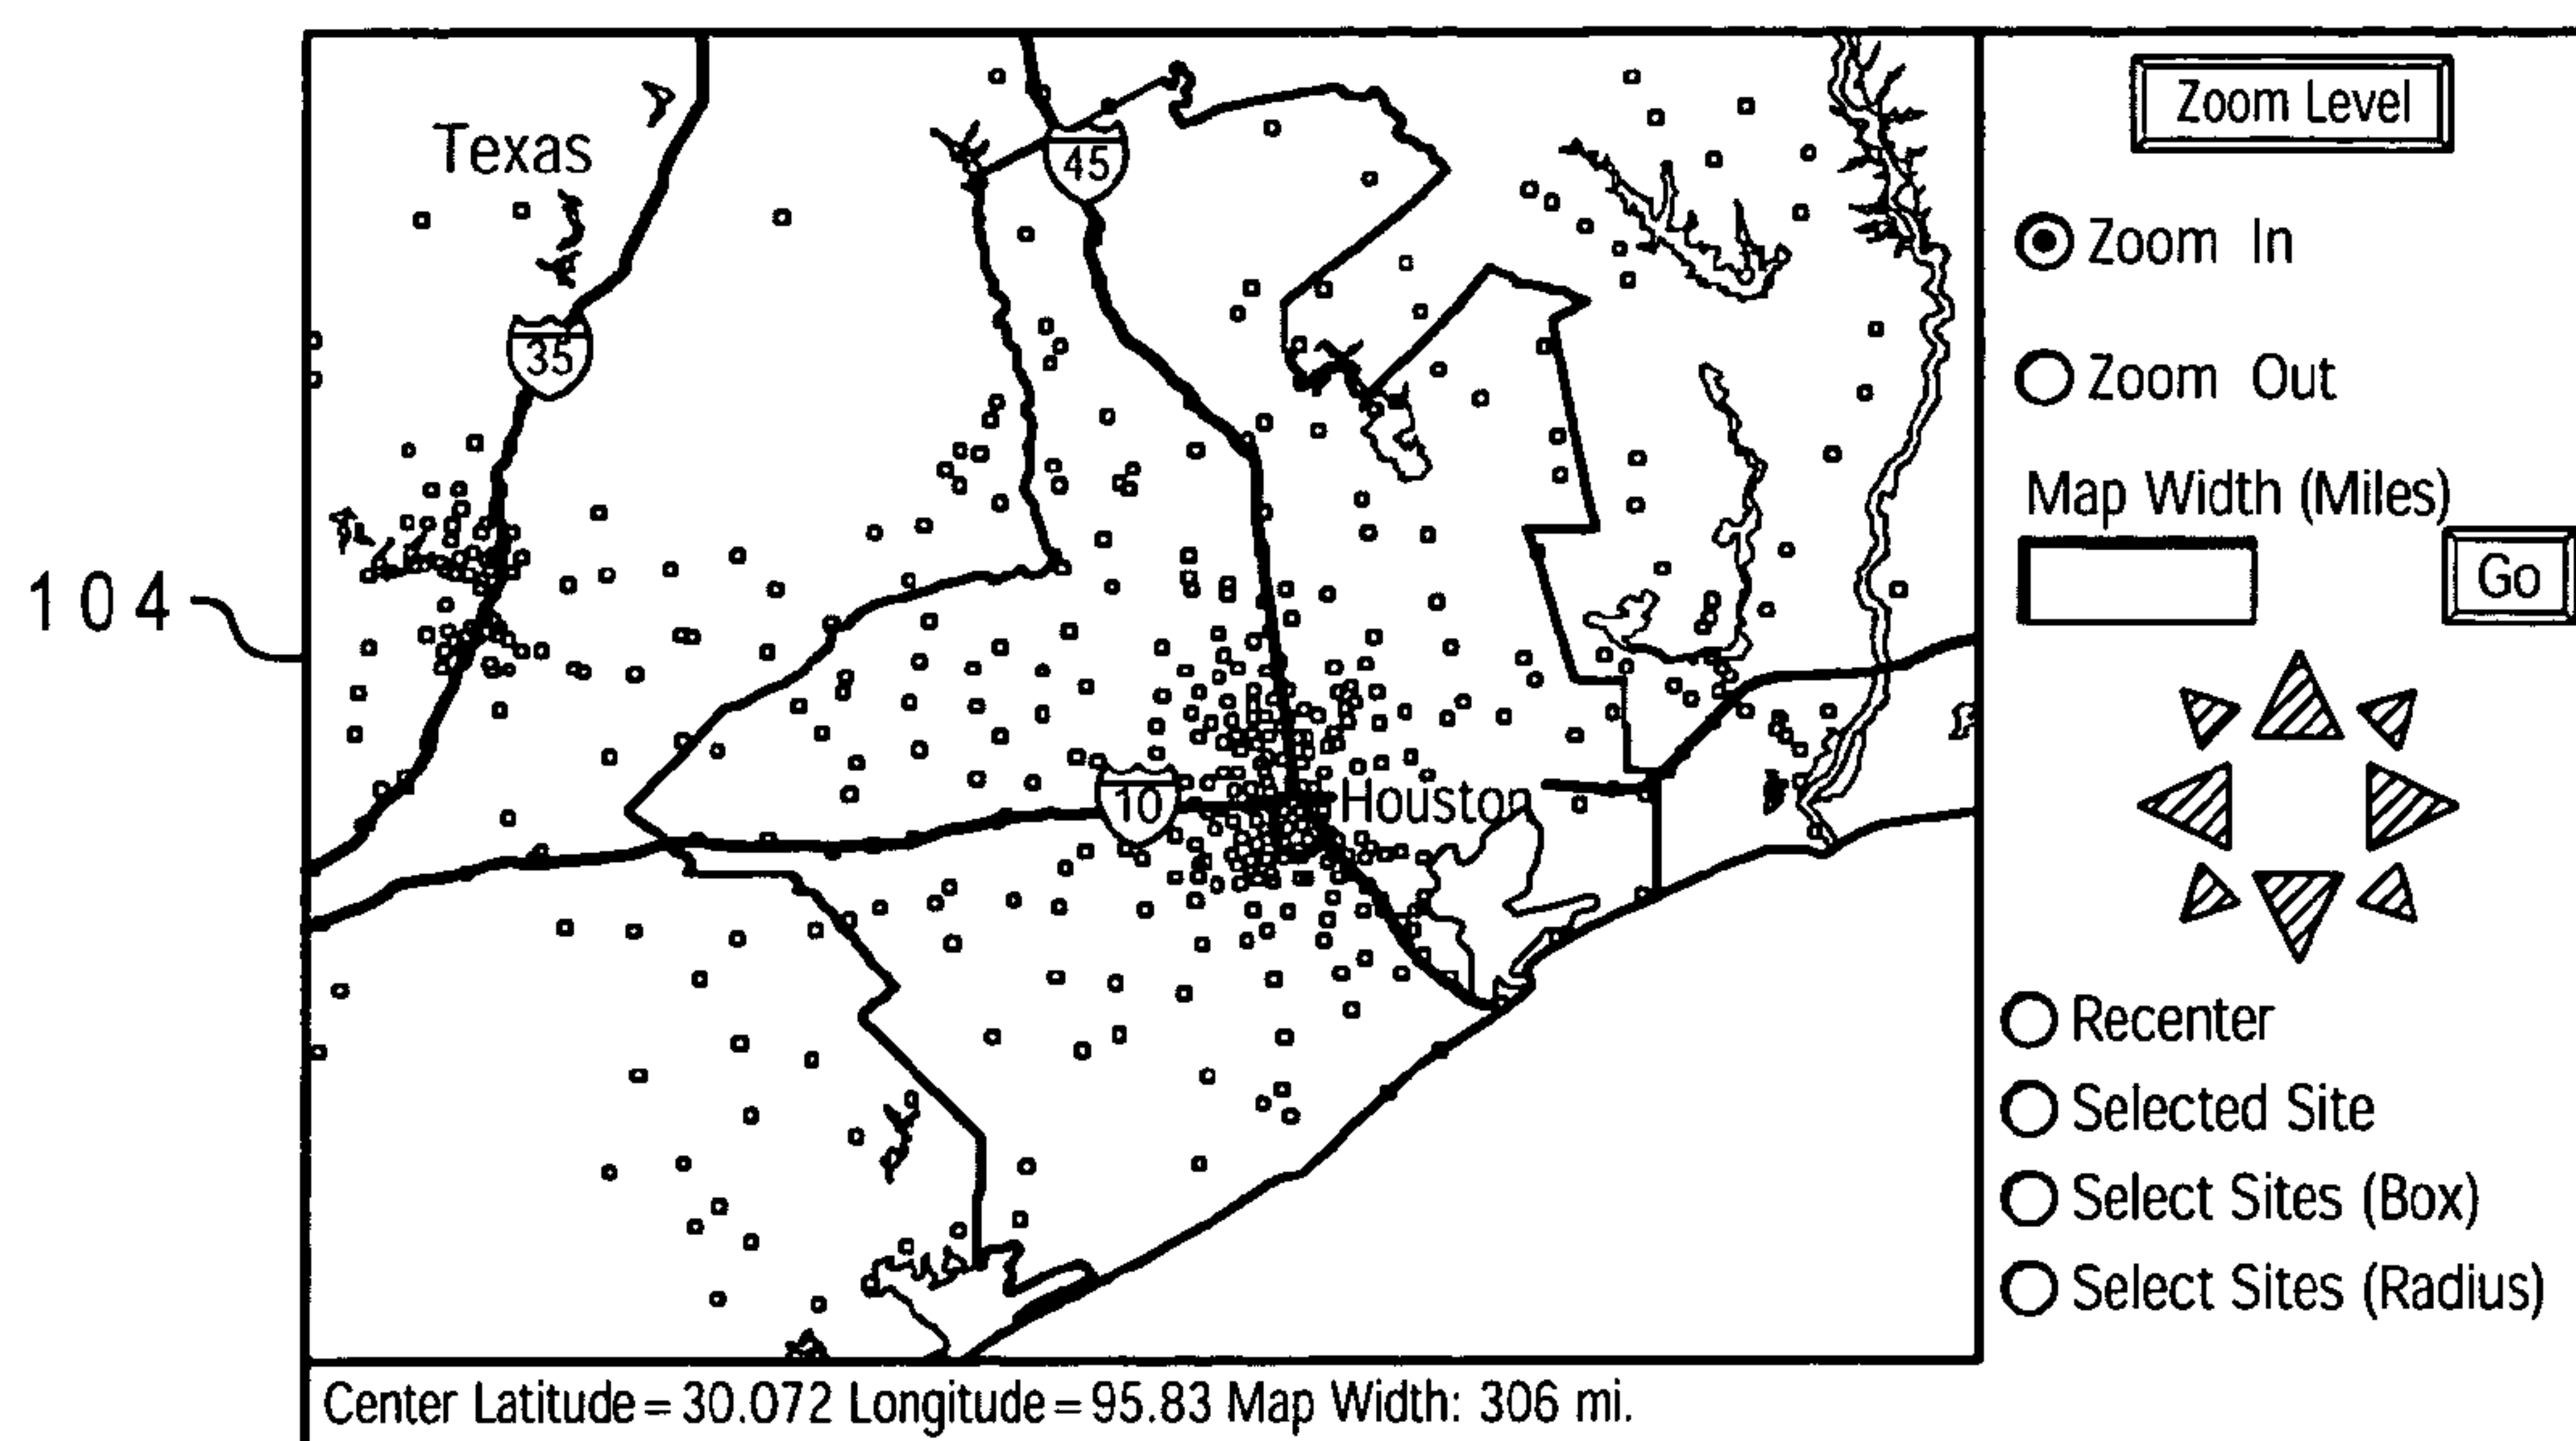 Texas
45
35
10
Houston
104
Zoom Level
Zoom In
Zoom Out
Map Width (Miles)
Go
Recenter
Selected Site
Select Sites (Box)
Select Sites (Radius)
Center Latitude = 30.072 Longitude = 95.83 Map Width: 306 mi.